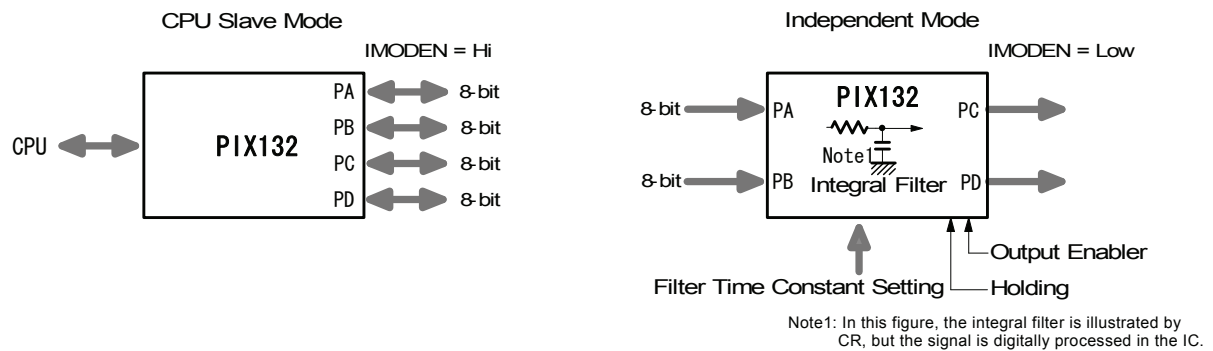 CPU Slave Mode
IMODEN = Hi
CPU
PIX132
PA
8-bit
PB
8-bit
PC
8-bit
PD
8-bit
Independent Mode
IMODEN = Low
8-bit
PA
PIX132
PC
Note1
8-bit
PB
Integral Filter
PD
Output Enabler
Filter Time Constant Setting
Holding
Note1: In this figure, the integral filter is illustrated by
CR, but the signal is digitally processed in the IC.